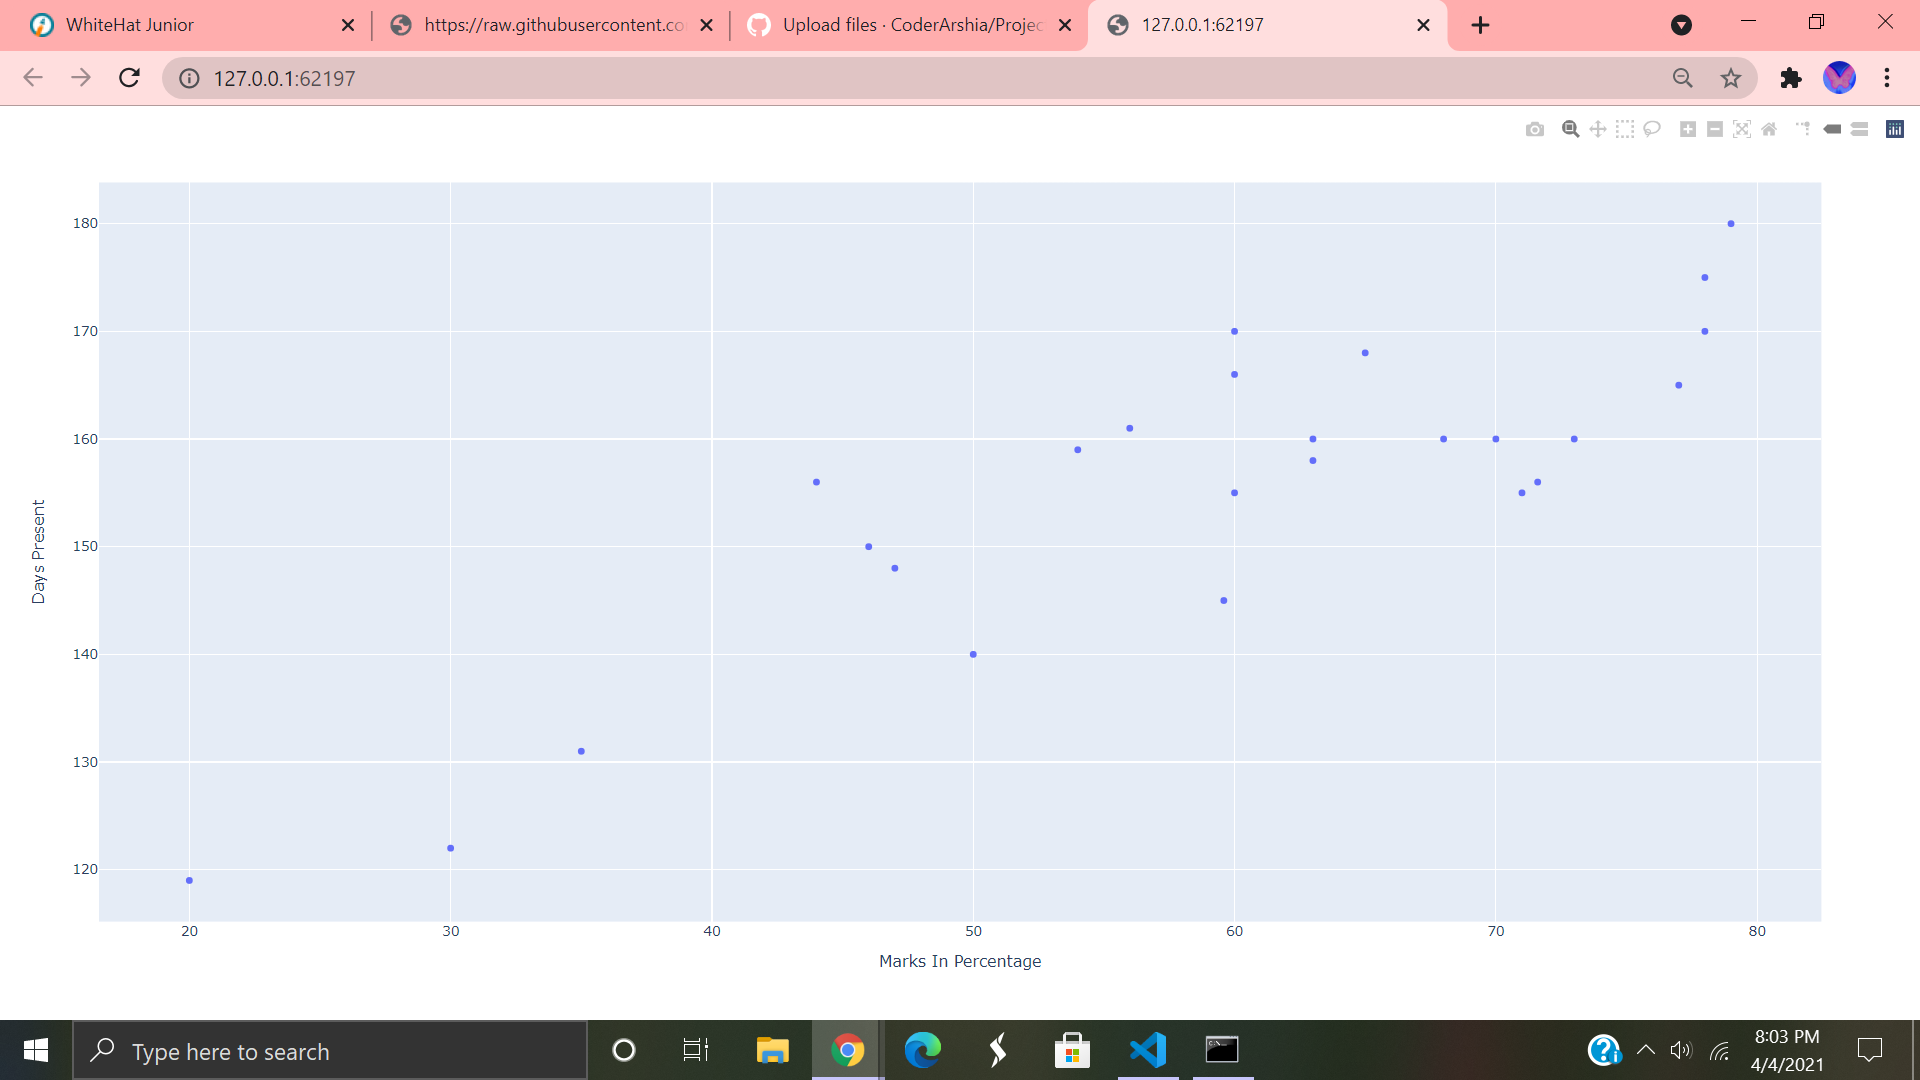 WhiteHat Junior
https://raw.githubusercontent.co
Upload files · CoderArshia/Projec
127.0.0.1:62197
127.0.0.1:62197
180
170
160
150
140
130
120
Days Present
20 30 40 50 60 70 80
Marks In Percentage
Type here to search
8:03 PM
4/4/2021